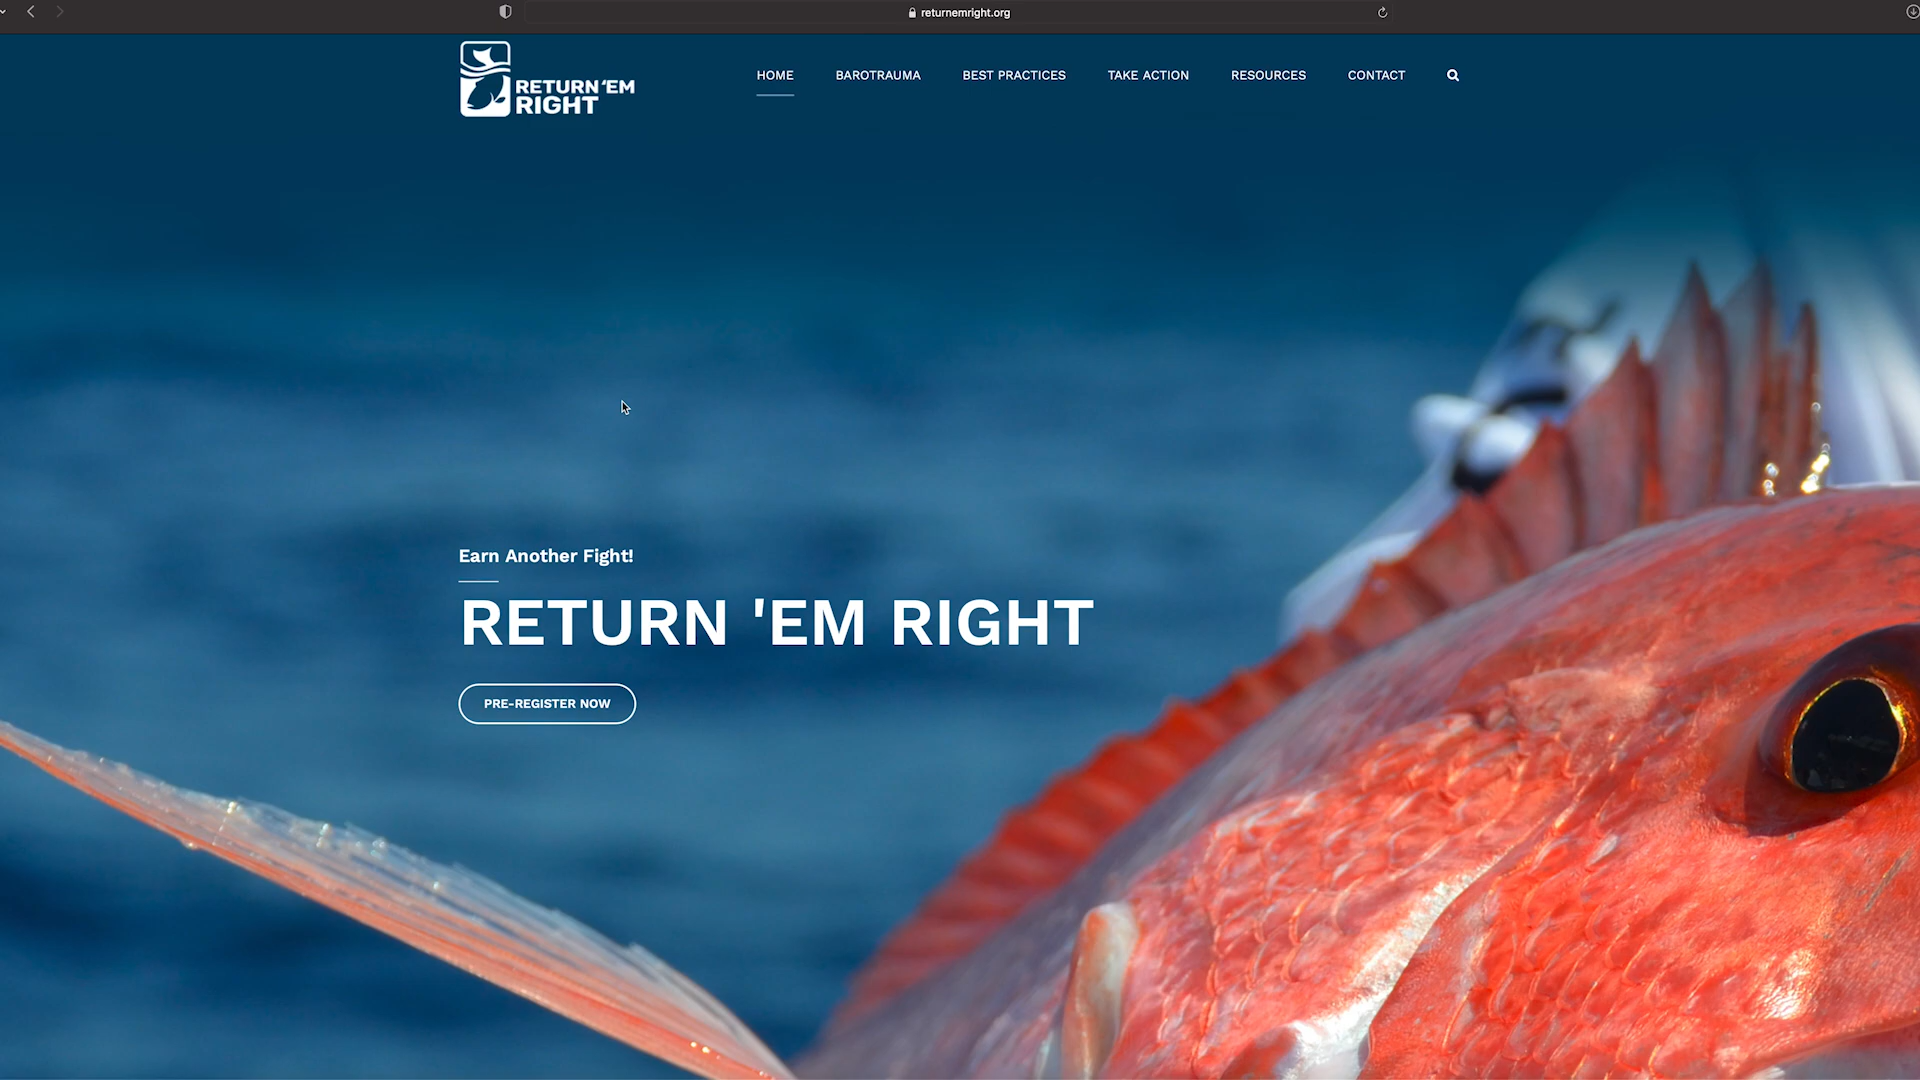 returnemright.org
RETURN 'EM
RIGHT
HOME
BAROTRAUMA
BEST PRACTICES
TAKE ACTION
RESOURCES
CONTACT
Earn Another Fight!
RETURN 'EM RIGHT
PRE-REGISTER NOW